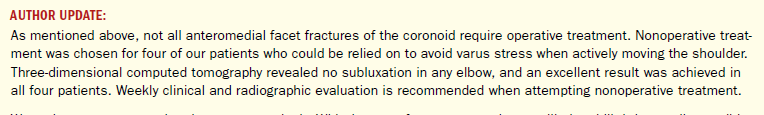 AUTHOR UPDATE:
As mentioned above, not all anteromedial facet fractures of the coronoid require operative treatment. Nonoperative treat-
ment was chosen for four of our patients who could be relied on to avoid varus stress when actively moving the shoulder.
Three-dimensional computed tomography revealed no subluxation in any elbow, and an excellent result was achieved in
all four patients. Weekly clinical and radiographic evaluation is recommended when attempting nonoperative treatment.